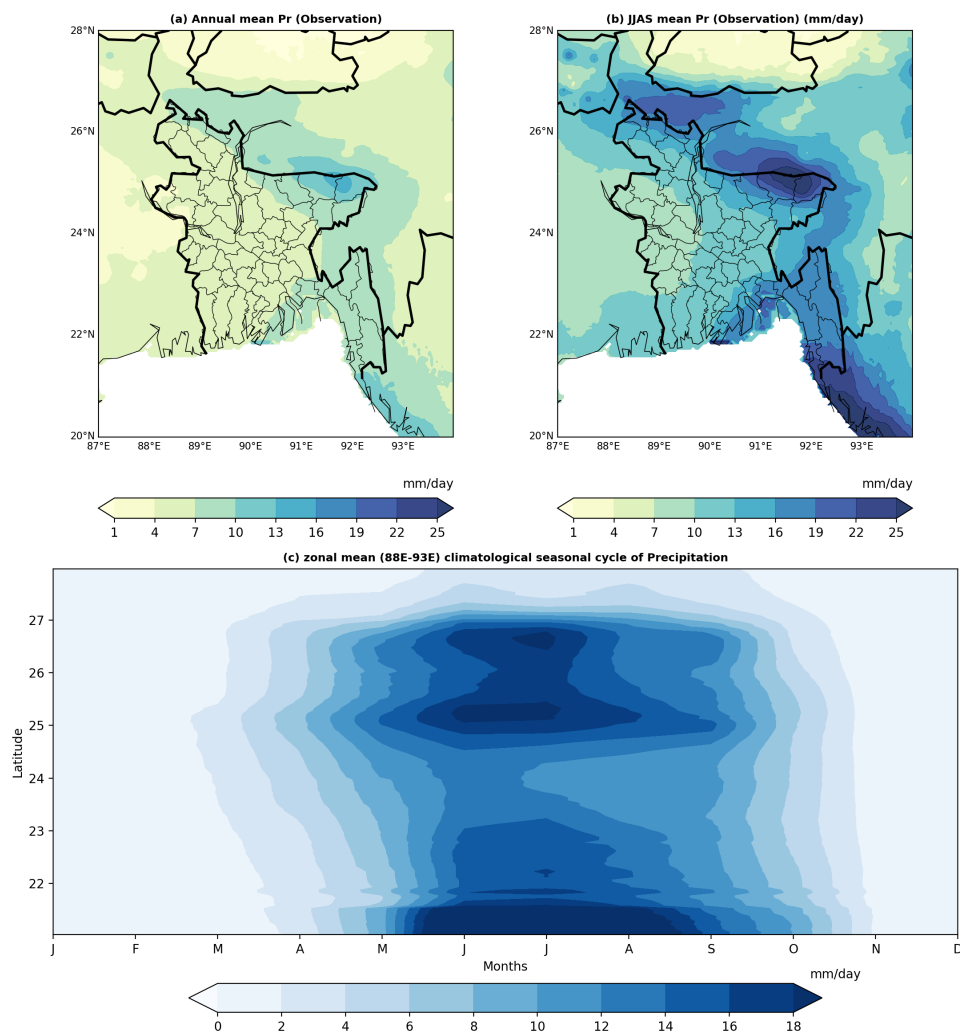 (a) Annual mean Pr (Observation)
(b) JJAS mean Pr (Observation) (mm/day)
28°N
28°N
26°N
26°N
24°N
24°N
22°N
22°N
20°N
20°N
87°E 88°E 89°E 90°E 91°E 92°E 93°E
87°E 88°E 89°E 90°E 91°E 92°E 93°E
mm/day
mm/day
1 4 7 10 13 16 19 22 25
1 4 7 10 13 16 19 22 25
(c) zonal mean (88E-93E) climatological seasonal cycle of Precipitation
27
26
25
24
23
22
Latitude
J F M A M J J A S O N D
Months
mm/day
0 2 4 6 8 10 12 14 16 18